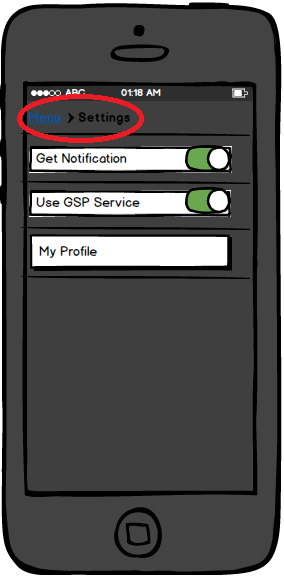 ABC 01:18 AM
Menu > Settings
Get Notification
Use GSP Service
My Profile